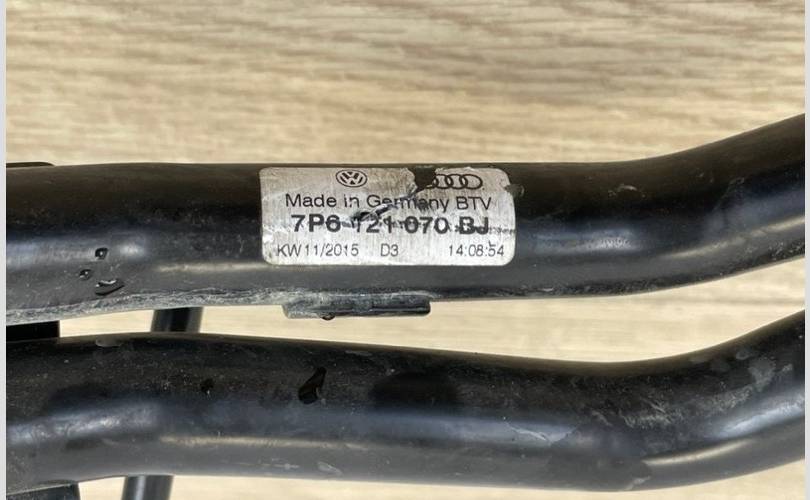 Made in Germany BTV
7P6 121 070 BJ
KW11/2015 D3 14:08:54